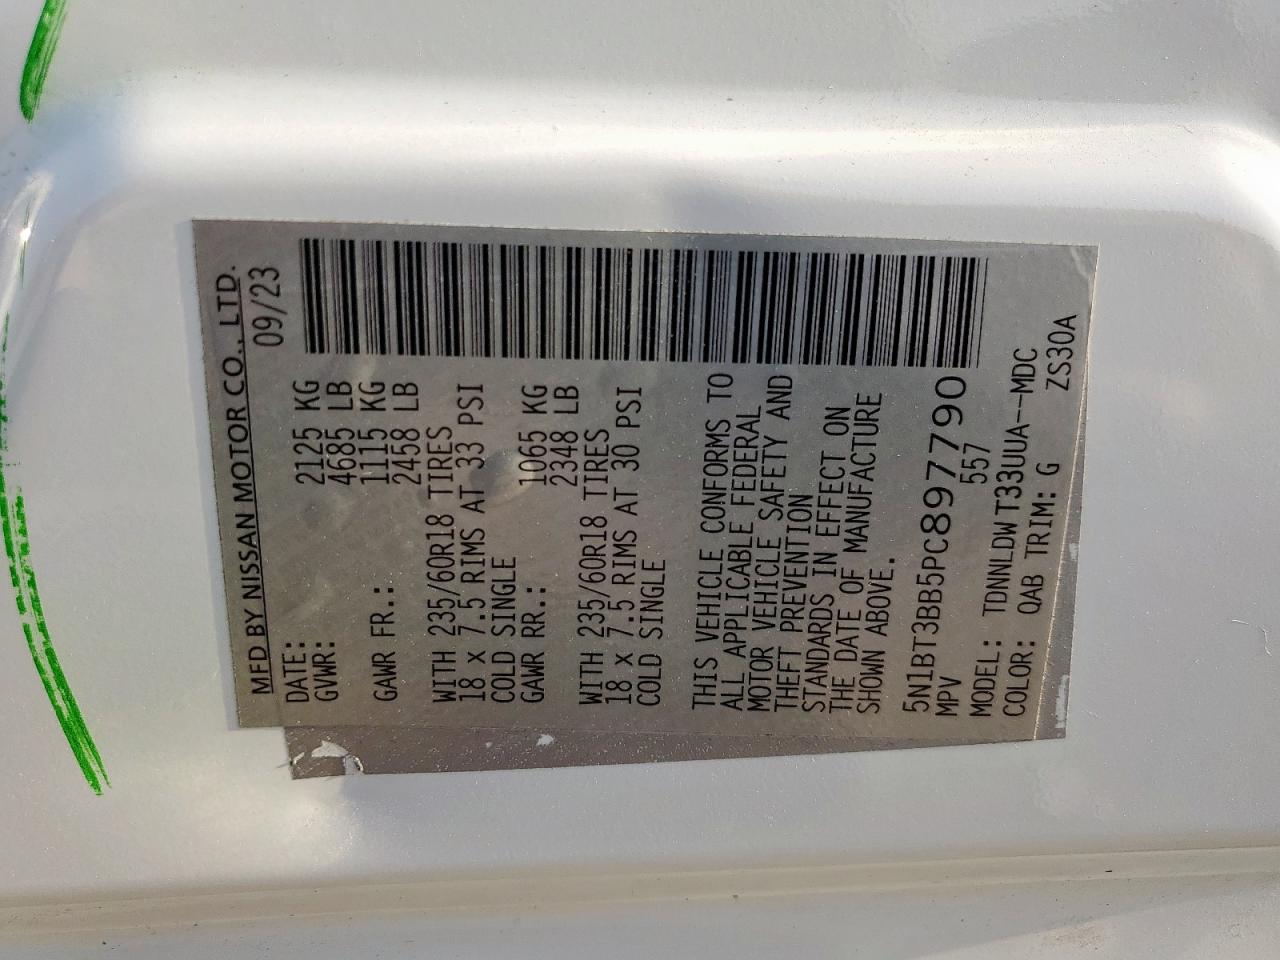 MFD BY NISSAN MOTOR CO., LTD.
DATE: 09/23
GVWR: 2125 KG
4685 LB
GAWR FR.: 1115 KG
2458 LB
WITH 235/60R18 TIRES
18 x 7.5 RIMS AT 33 PSI
COLD SINGLE
GAWR RR.: 1065 KG
2348 LB
WITH 235/60R18 TIRES
18 x 7.5 RIMS AT 30 PSI
COLD SINGLE
THIS VEHICLE CONFORMS TO
ALL APPLICABLE FEDERAL
MOTOR VEHICLE SAFETY AND
THEFT PREVENTION
STANDARDS IN EFFECT ON
THE DATE OF MANUFACTURE
SHOWN ABOVE.
5N1BT3BB5PC897790
MPV 557
MODEL: TDNNLDW T33UUA--MDC
COLOR: QAB TRIM: G ZS30A